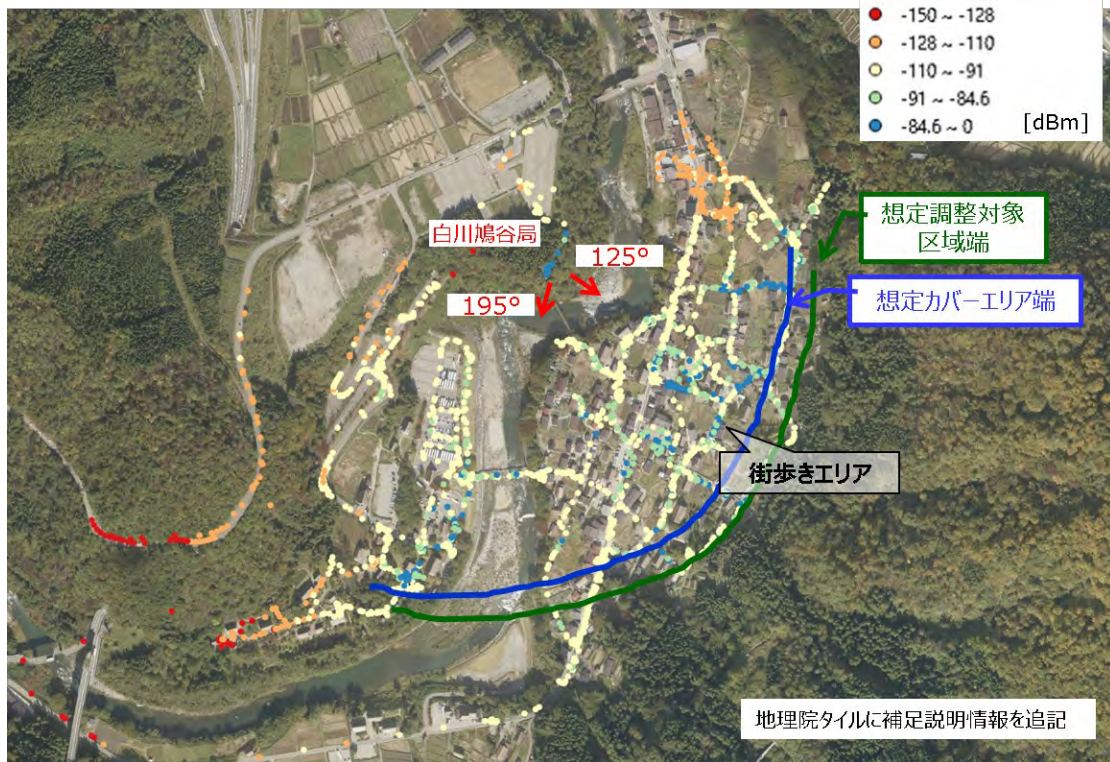 -150 ~ -128
-128 ~ -110
-110 ~ -91
-91 ~ -84.6
-84.6 ~ 0 [dBm]
想定調整対象
区域端
白川鳩谷局
125°
195°
想定カバーエリア端
街歩きエリア
地理院タイルに補足説明情報を追記